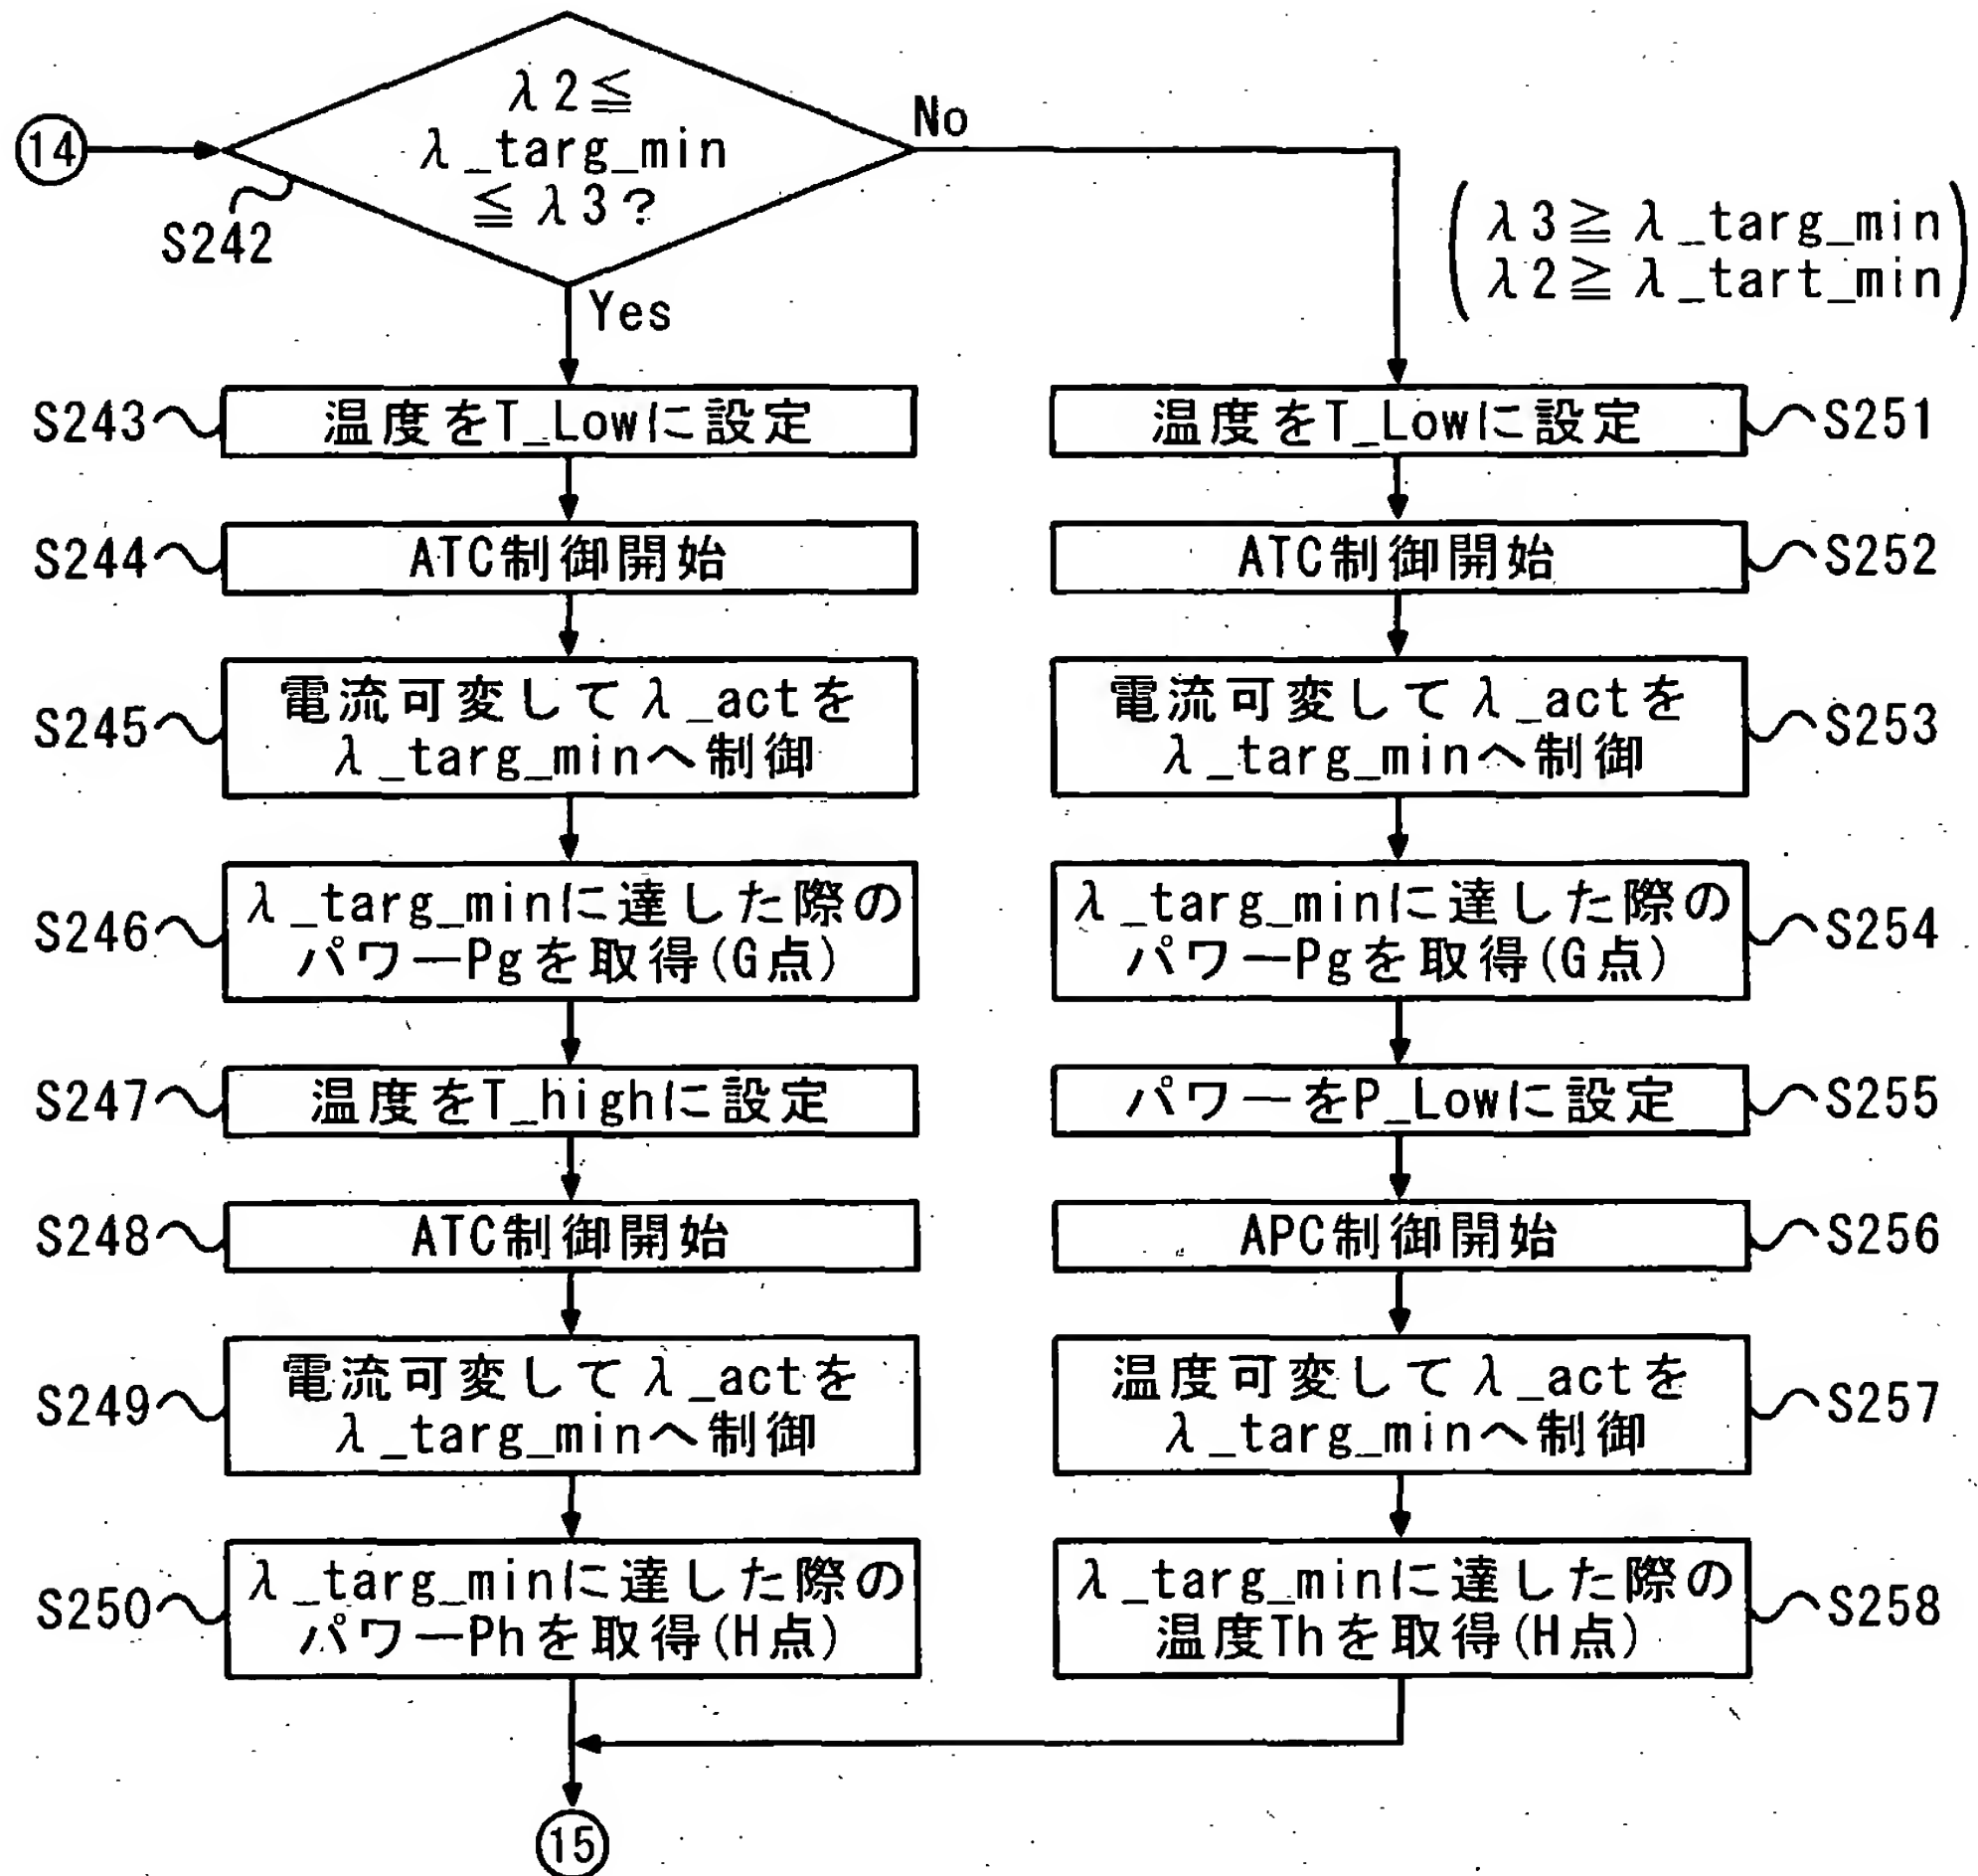 14
λ2≦
λ_targ_min
≦λ3?
S242
No
Yes
λ3≧λ_targ_min
λ2≧λ_tart_min
S243
温度をT_Lowに設定
S244
ATC制御開始
S245
電流可変してλ_actを
λ_targ_minへ制御
S246
λ_targ_minに達した際の
パワーPgを取得(G点)
S247
温度をT_highに設定
S248
ATC制御開始
S249
電流可変してλ_actを
λ_targ_minへ制御
S250
λ_targ_minに達した際の
パワーPhを取得(H点)
温度をT_Lowに設定
S251
ATC制御開始
S252
電流可変してλ_actを
λ_targ_minへ制御
S253
λ_targ_minに達した際の
パワーPgを取得(G点)
S254
パワーをP_Lowに設定
S255
APC制御開始
S256
温度可変してλ_actを
λ_targ_minへ制御
S257
λ_targ_minに達した際の
温度Thを取得(H点)
S258
15